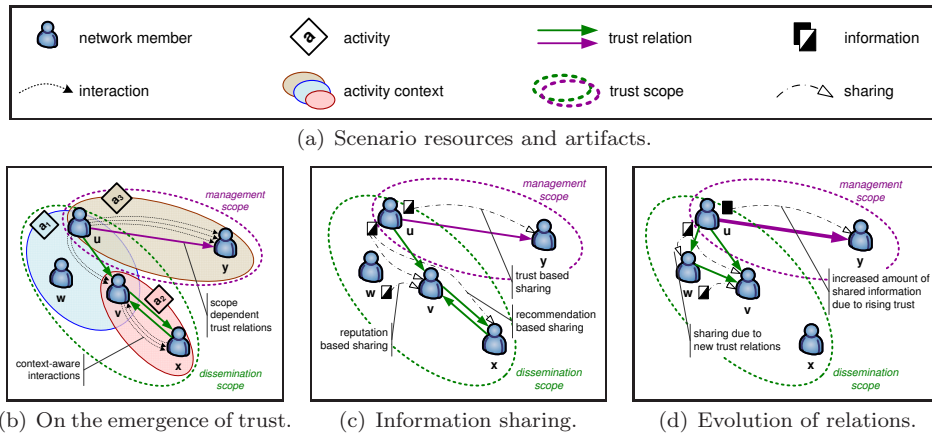 network member
a
activity
trust relation
information
interaction
activity context
trust scope
sharing
(a) Scenario resources and artifacts.
management
scope
a3
a1
u
y
w
a2
v
scope
dependent
trust relations
context-aware
interactions
x
dissemination
scope
(b) On the emergence of trust.
management
scope
u
y
trust based
sharing
w
v
recommendation
based sharing
reputation
based sharing
x
dissemination
scope
(c) Information sharing.
management
scope
u
y
w
v
increased amount of
shared information
due to rising trust
sharing due to
new trust relations
x
dissemination
scope
(d) Evolution of relations.